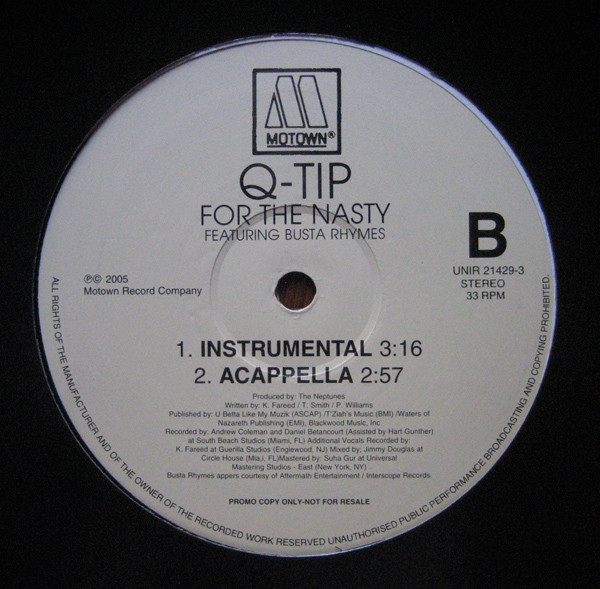 MOTOWN®
Q-TIP
FOR THE NASTY
FEATURING BUSTA RHYMES
B
UNIR 21429-3
STEREO
33 RPM
℗© 2005
Motown Record Company
1. INSTRUMENTAL 3:16
2. ACAPPELLA 2:57
Produced by: The Neptunes
Written by: K. Fareed / T. Smith / P. Williams
Published by: U Betta Like My Muzik (ASCAP) /T'Ziah's Music (BMI) /Waters of
Nazareth Publishing (EMI), Blackwood Music, Inc
Recorded by: Andrew Coleman and Daniel Betancourt (Assisted by Hart Gunther)
at South Beach Studios (Miami, FL) Additional Vocals Recorded by:
K. Fareed at Guerilla Studios (Englewood, NJ) Mixed by; Jimmy Douglas at
Circle House (Mia,i, FL)Mastered by: Suha Gur at Universal
Mastering Studios - East (New York, NY)
Busta Rhymes appers courtesy of Aftermath Entertainment / Interscope Records.
PROMO COPY ONLY-NOT FOR RESALE
ALL RIGHTS OF THE MANUFACTURER AND OF THE OWNER OF THE RECORDED WORK RESERVED UNAUTHORISED PUBLIC PERFORMANCE BROADCASTING AND COPYING PROHIBITED.